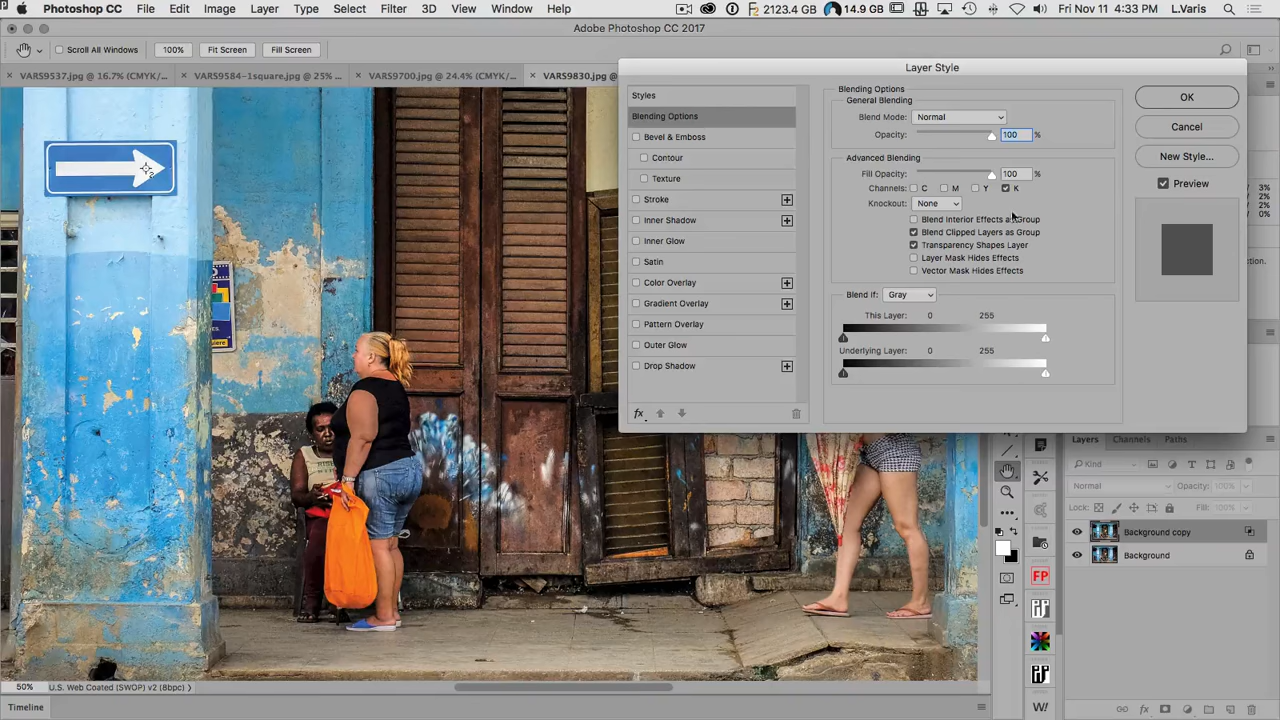 Photoshop CC File Edit Image Layer Type Select Filter 3D View Window Help 2123.4 G 14.9 GB Fri Nov 11 4:33 PM L.Varis
Adobe Photoshop CC 2017
Scroll All Windows 100% Fit Screen Fill Screen
VARS9537.jpg @ 16.7% (CMYK/... VARS9584-1square.jpg @ 25% ... VARS9700.jpg @ 24.4% (CMYK/... VARS9830.jpg @
Layer Style
Styles
Blending Options
Bevel & Emboss
Contour
Texture
Stroke
Inner Shadow
Inner Glow
Satin
Color Overlay
Gradient Overlay
Pattern Overlay
Outer Glow
Drop Shadow
fx
Blending Options
General Blending
Blend Mode: Normal
Opacity: 100 %
Advanced Blending
Fill Opacity: 100 %
Channels: C M Y K
Knockout: None
Blend Interior Effects as Group
Blend Clipped Layers as Group
Transparency Shapes Layer
Layer Mask Hides Effects
Vector Mask Hides Effects
Blend If: Gray
This Layer: 0 255
Underlying Layer: 0 255
OK
Cancel
New Style...
Preview
3%
2%
2%
0%
ction.
quiere
Layers Channels Paths
Kind
Normal Opacity: 100%
Lock: Fill: 100%
Background copy
Background
FP
W!
50% U.S. Web Coated (SWOP) v2 (8bpc)
Timeline
fx